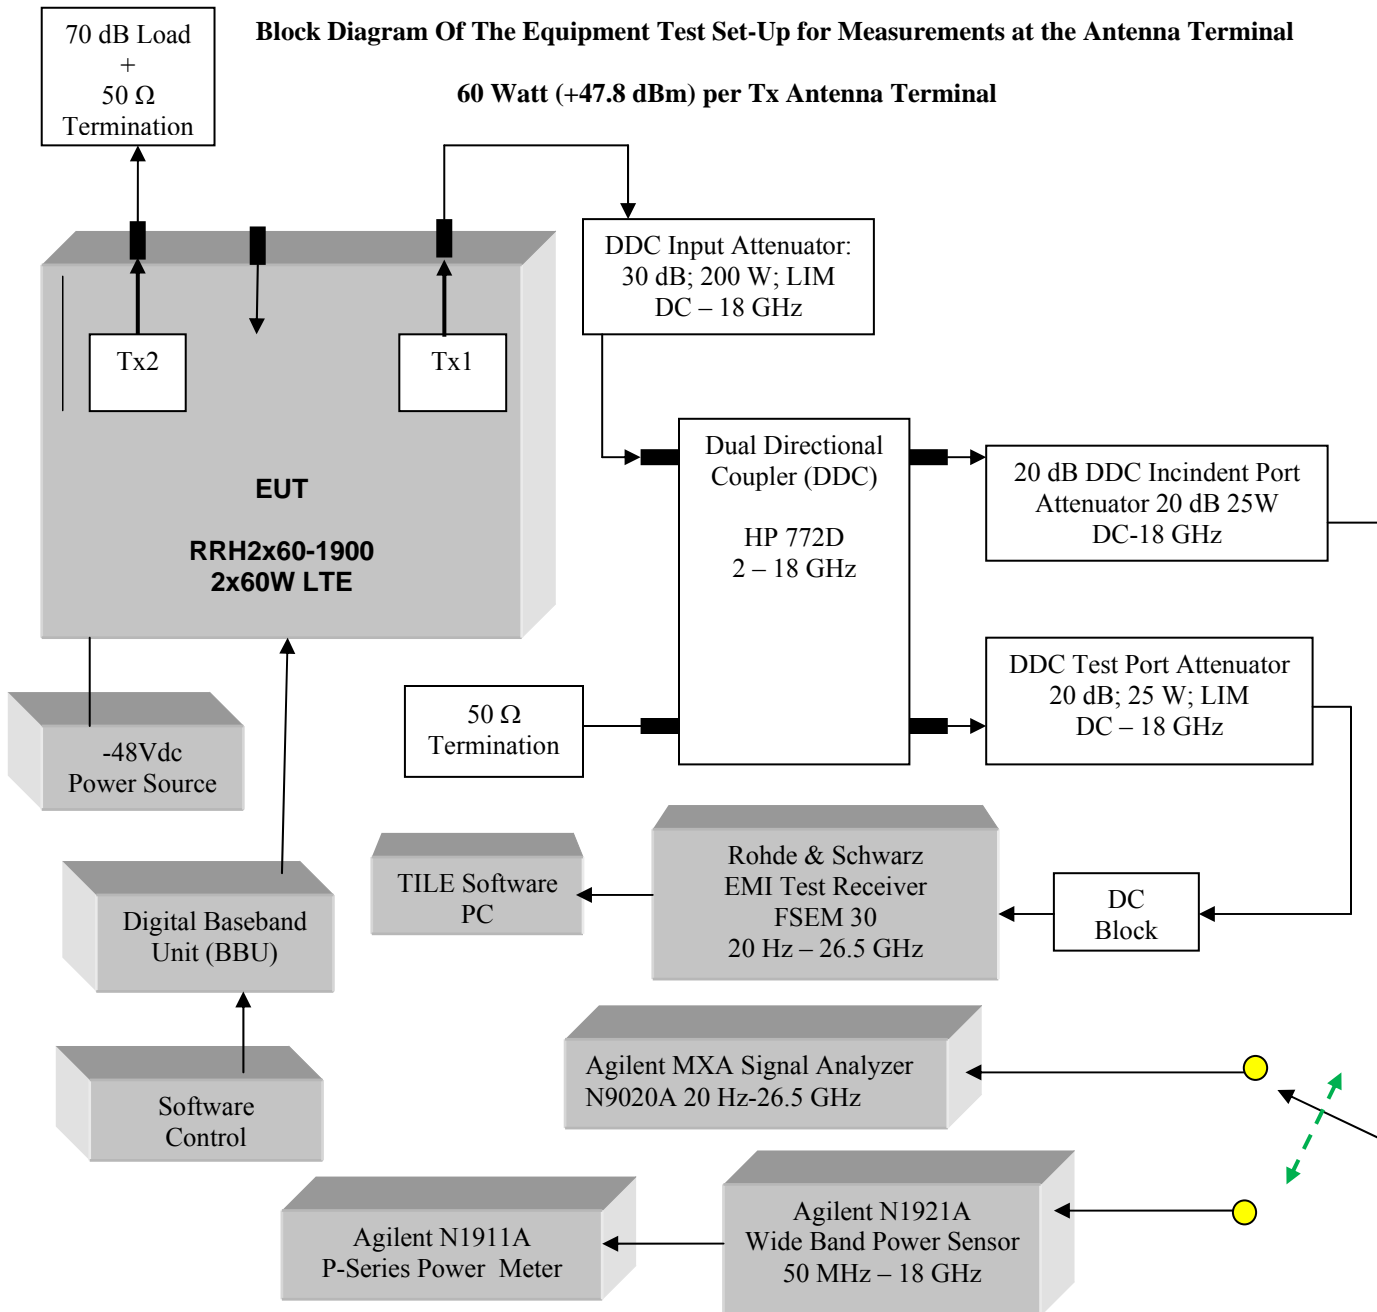 Block Diagram Of The Equipment Test Set-Up for Measurements at the Antenna Terminal
60 Watt (+47.8 dBm) per Tx Antenna Terminal
70 dB Load
+
50 Ω
Termination
DDC Input Attenuator:
30 dB; 200 W; LIM
DC – 18 GHz
Tx2
Tx1
EUT
RRH2x60-1900
2x60W LTE
Dual Directional
Coupler (DDC)
HP 772D
2 – 18 GHz
20 dB DDC Incindent Port
Attenuator 20 dB 25W
DC-18 GHz
DDC Test Port Attenuator
20 dB; 25 W; LIM
DC – 18 GHz
50 Ω
Termination
-48Vdc
Power Source
TILE Software
PC
Rohde & Schwarz
EMI Test Receiver
FSEM 30
20 Hz – 26.5 GHz
DC
Block
Digital Baseband
Unit (BBU)
Agilent MXA Signal Analyzer
N9020A 20 Hz-26.5 GHz
Software
Control
Agilent N1911A
P-Series Power  Meter
Agilent N1921A
Wide Band Power Sensor
50 MHz – 18 GHz